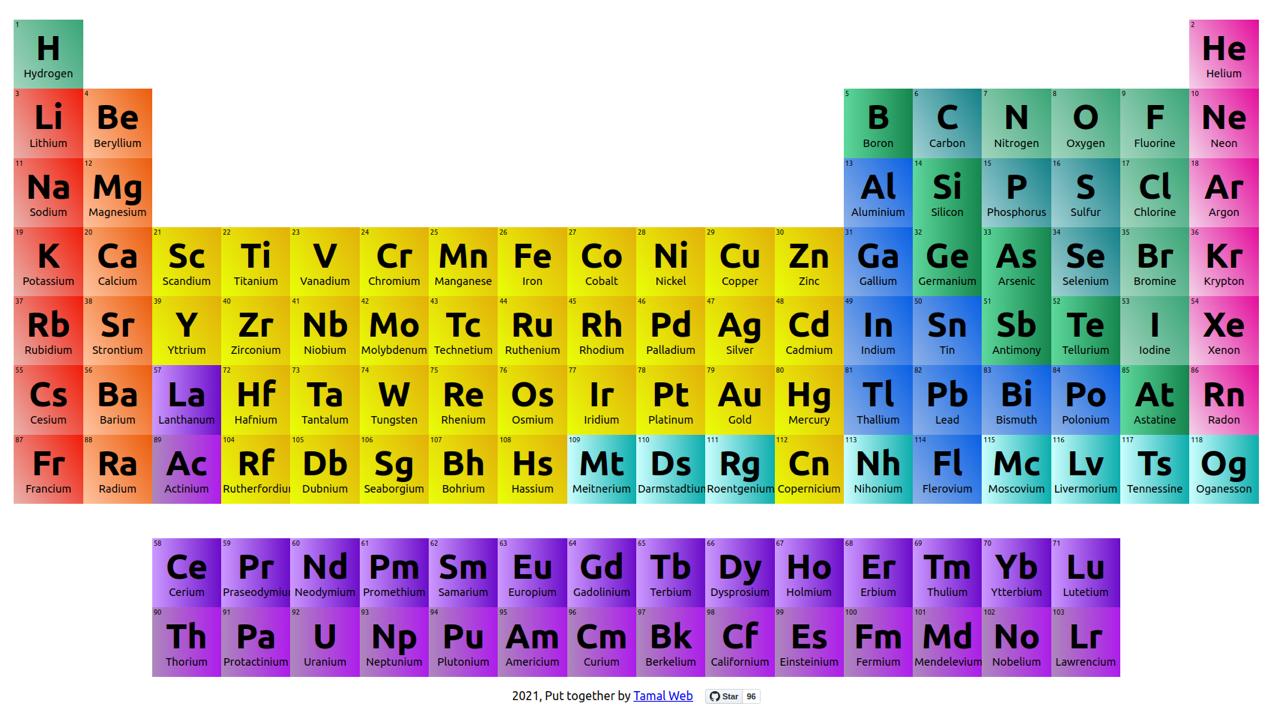 1 2
H He
Hydrogen Helium
3 4 5 6 7 8 9 10
Li Be B C N O F Ne
Lithium Beryllium Boron Carbon Nitrogen Oxygen Fluorine Neon
11 12 13 14 15 16 17 18
Na Mg Al Si P S Cl Ar
Sodium Magnesium Aluminium Silicon Phosphorus Sulfur Chlorine Argon
19 20 21 22 23 24 25 26 27 28 29 30 31 32 33 34 35 36
K Ca Sc Ti V Cr Mn Fe Co Ni Cu Zn Ga Ge As Se Br Kr
Potassium Calcium Scandium Titanium Vanadium Chromium Manganese Iron Cobalt Nickel Copper Zinc Gallium Germanium Arsenic Selenium Bromine Krypton
37 38 39 40 41 42 43 44 45 46 47 48 49 50 51 52 53 54
Rb Sr Y Zr Nb Mo Tc Ru Rh Pd Ag Cd In Sn Sb Te I Xe
Rubidium Strontium Yttrium Zirconium Niobium Molybdenum Technetium Ruthenium Rhodium Palladium Silver Cadmium Indium Tin Antimony Tellurium Iodine Xenon
55 56 57 72 73 74 75 76 77 78 79 80 81 82 83 84 85 86
Cs Ba La Hf Ta W Re Os Ir Pt Au Hg Tl Pb Bi Po At Rn
Cesium Barium Lanthanum Hafnium Tantalum Tungsten Rhenium Osmium Iridium Platinum Gold Mercury Thallium Lead Bismuth Polonium Astatine Radon
87 88 89 104 105 106 107 108 109 110 111 112 113 114 115 116 117 118
Fr Ra Ac Rf Db Sg Bh Hs Mt Ds Rg Cn Nh Fl Mc Lv Ts Og
Francium Radium Actinium Rutherfordiu Dubnium Seaborgium Bohrium Hassium Meitnerium Darmstadtiun Roentgenium Copernicium Nihonium Flerovium Moscovium Livermorium Tennessine Oganesson
58 59 60 61 62 63 64 65 66 67 68 69 70 71
Ce Pr Nd Pm Sm Eu Gd Tb Dy Ho Er Tm Yb Lu
Cerium Praseodymiu Neodymium Promethium Samarium Europium Gadolinium Terbium Dysprosium Holmium Erbium Thulium Ytterbium Lutetium
90 91 92 93 94 95 96 97 98 99 100 101 102 103
Th Pa U Np Pu Am Cm Bk Cf Es Fm Md No Lr
Thorium Protactinium Uranium Neptunium Plutonium Americium Curium Berkelium Californium Einsteinium Fermium Mendelevium Nobelium Lawrencium
2021, Put together by Tamal Web Star 96